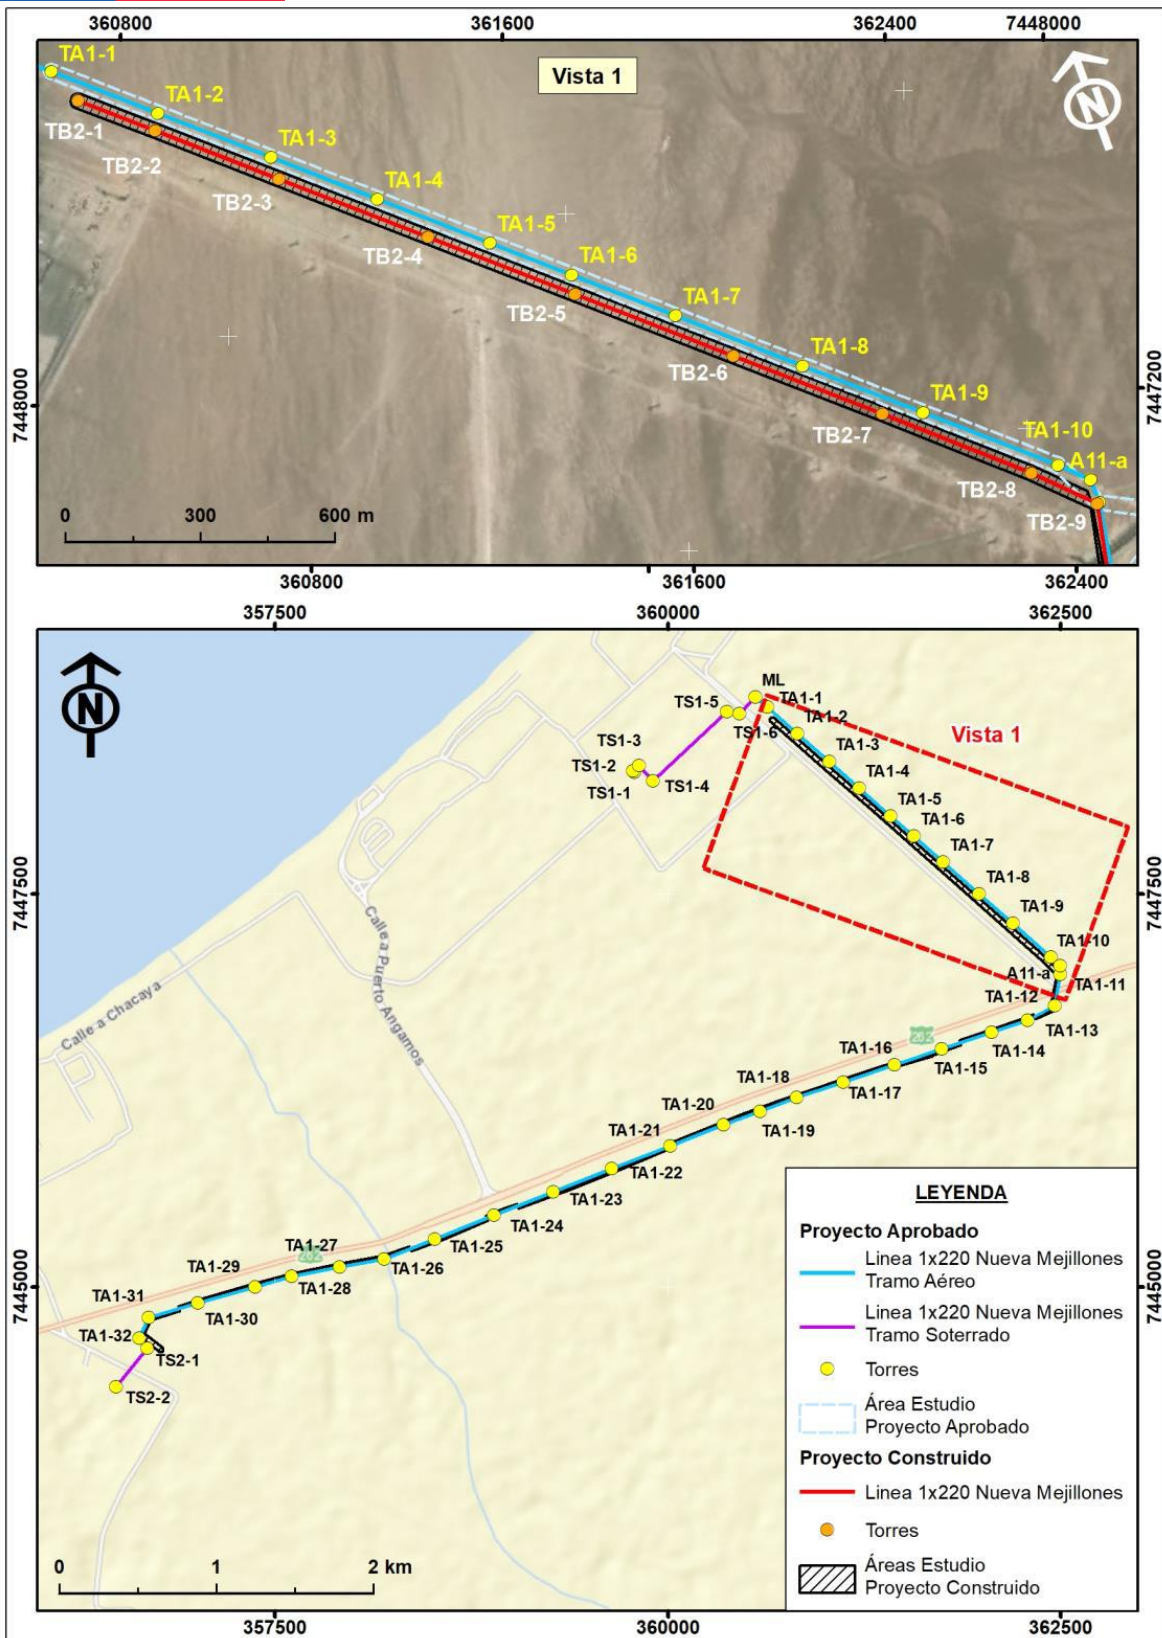 360800
361600
362400
7448000
Vista 1
N
TA1-1
TA1-2
TA1-3
TA1-4
TA1-5
TA1-6
TA1-7
TA1-8
TA1-9
TA1-10
A11-a
TB2-1
TB2-2
TB2-3
TB2-4
TB2-5
TB2-6
TB2-7
TB2-8
TB2-9
7448000
7447200
0 300 600 m
360800
361600
362400
357500
360000
362500
N
ML
TA1-1
TS1-5
TA1-2
TS1-6
Vista 1
TS1-3
TA1-3
TS1-2
TA1-4
TS1-1
TS1-4
TA1-5
TA1-6
TA1-7
TA1-8
7447500
7447500
TA1-9
TA1-10
A11-a
TA1-11
TA1-12
TA1-13
TA1-14
TA1-15
TA1-16
TA1-17
TA1-18
TA1-19
TA1-20
TA1-21
TA1-22
TA1-23
TA1-24
TA1-25
TA1-26
TA1-27
TA1-28
TA1-29
TA1-30
TA1-31
TA1-32
TS2-1
TS2-2
Calle a Chacaya
Calle a Puerto Angamos
262
262
7445000
7445000
LEYENDA
Proyecto Aprobado
Linea 1x220 Nueva Mejillones
Tramo Aéreo
Linea 1x220 Nueva Mejillones
Tramo Soterrado
Torres
Área Estudio
Proyecto Aprobado
Proyecto Construido
Linea 1x220 Nueva Mejillones
Torres
Áreas Estudio
Proyecto Construido
0 1 2 km
357500
360000
362500